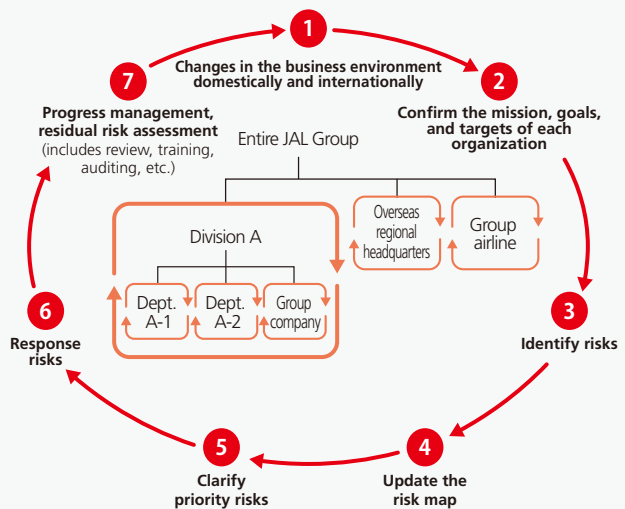 1
Changes in the business environment
domestically and internationally
2
Confirm the mission, goals,
and targets of each
organization
3
Identify risks
4
Update the
risk map
5
Clarify
priority risks
6
Response
risks
7
Progress management,
residual risk assessment
(includes review, training,
auditing, etc.)
Entire JAL Group
Division A
Dept.
A-1
Dept.
A-2
Group
company
Overseas
regional
headquarters
Group
airline